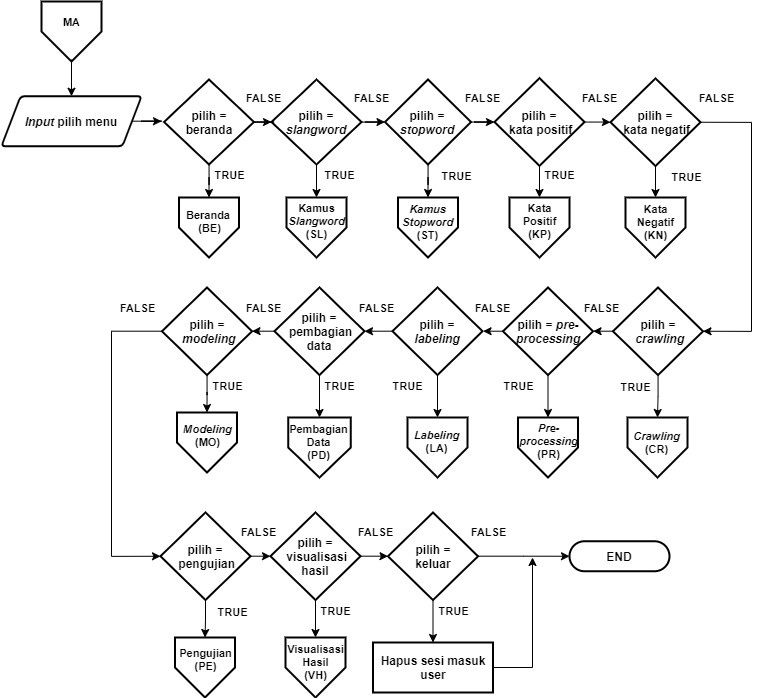 MA
Input pilih menu
pilih =
beranda
FALSE
pilih =
slangword
FALSE
pilih =
stopword
FALSE
pilih =
kata positif
FALSE
pilih =
kata negatif
FALSE
TRUE
TRUE
TRUE
TRUE
TRUE
Beranda
(BE)
Kamus
Slangword
(SL)
Kamus
Stopword
(ST)
Kata
Positif
(KP)
Kata
Negatif
(KN)
FALSE
pilih =
modeling
FALSE
pilih =
pembagian
data
FALSE
pilih =
labeling
FALSE
pilih = pre-
processing
FALSE
pilih =
crawling
TRUE
TRUE
TRUE
TRUE
TRUE
Modeling
(MO)
Pembagian
Data
(PD)
Labeling
(LA)
Pre-
processing
(PR)
Crawling
(CR)
pilih =
pengujian
FALSE
pilih =
visualisasi
hasil
FALSE
pilih =
keluar
FALSE
END
TRUE
TRUE
TRUE
Pengujian
(PE)
Visualisasi
Hasil
(VH)
Hapus sesi masuk
user